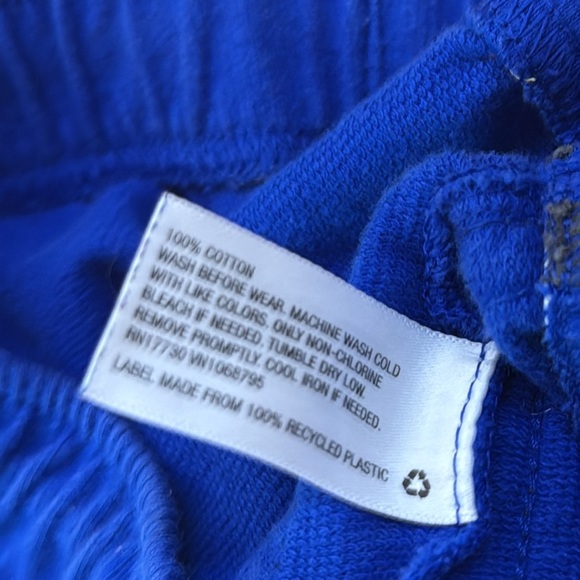 100% COTTON
WASH BEFORE WEAR. MACHINE WASH COLD
WITH LIKE COLORS. ONLY NON-CHLORINE
BLEACH IF NEEDED. TUMBLE DRY LOW.
REMOVE PROMPTLY. COOL IRON IF NEEDED.
RN17730 VN1068795
LABEL MADE FROM 100% RECYCLED PLASTIC